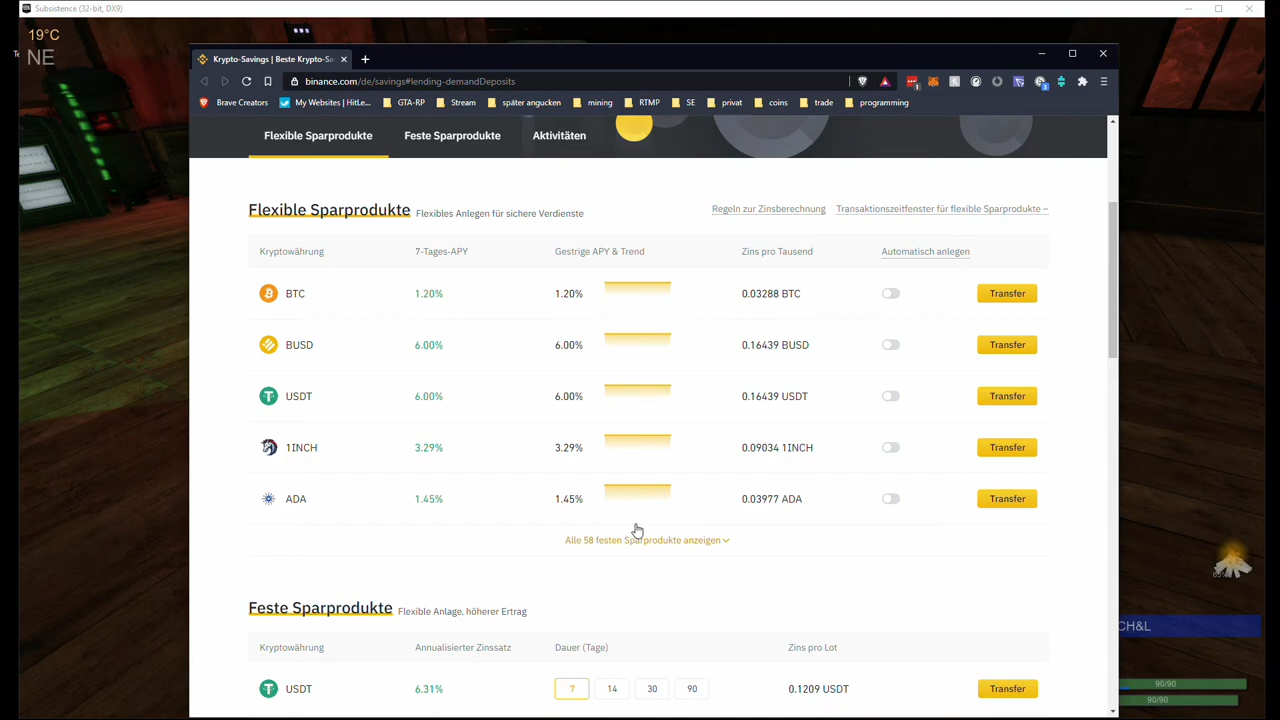 Subsistence (32-bit, DX9)
19°C
NE
Krypto-Savings | Beste Krypto-Sa
binance.com/de/savings#lending-demandDeposits
Brave Creators My Websites | HitLe... GTA-RP Stream später angucken mining RTMP SE privat coins trade programming
Flexible Sparprodukte Feste Sparprodukte Aktivitäten
Flexible Sparprodukte Flexibles Anlegen für sichere Verdienste Regeln zur Zinsberechnung Transaktionszeitfenster für flexible Sparprodukte –
Kryptowährung 7-Tages-APY Gestrige APY & Trend Zins pro Tausend Automatisch anlegen
BTC 1.20% 1.20% 0.03288 BTC Transfer
BUSD 6.00% 6.00% 0.16439 BUSD Transfer
USDT 6.00% 6.00% 0.16439 USDT Transfer
1INCH 3.29% 3.29% 0.09034 1INCH Transfer
ADA 1.45% 1.45% 0.03977 ADA Transfer
Alle 58 festen Sparprodukte anzeigen
Feste Sparprodukte Flexible Anlage, höherer Ertrag
Kryptowährung Annualisierter Zinssatz Dauer (Tage) Zins pro Lot
USDT 6.31% 7 14 30 90 0.1209 USDT Transfer
CH&L
90/90
90/90